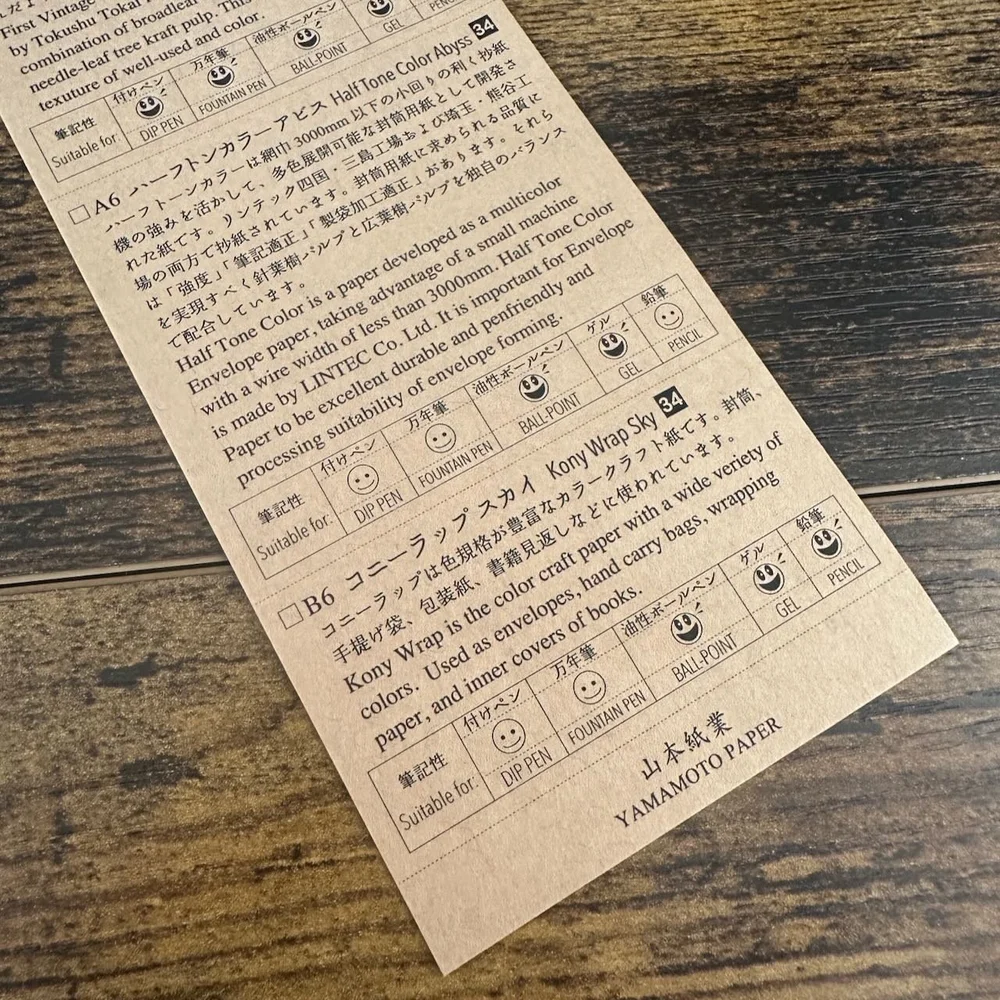 First Vintage
by Tokushu Tokai
combination of broadlea
needle-leaf tree kraft pulp. This
texuture of well-used and color.
筆記性 付けペン 万年筆 油性ボールペン
Suitable for: DIP PEN FOUNTAIN PEN BALL-POINT GEL
□ A6 ハーフトンカラーアビス Half Tone Color Abyss 34
ハーフトーンカラーは網巾3000mm以下の小回りの利く抄紙
機の強みを活かして、多色展開可能な封筒用紙として開発さ
れた紙です。リンテック四国・三島工場および埼玉・熊谷工
場の両方で抄紙されています。封筒用紙に求められる品質に
は「強度」「筆記適正」「製袋加工適正」があります。それら
を実現すべく針葉樹パルプと広葉樹パルプを独自のバランス
で配合しています。
Half Tone Color is a paper developed as a multicolor
Envelope paper, taking advantage of a small machine
with a wire width of less than 3000mm. Half Tone Color
is made by LINTEC Co. Ltd. It is important for Envelope
Paper to be excellent durable and penfriendly and
processing suitability of envelope forming.
筆記性 付けペン 万年筆 油性ボールペン ゲル 鉛筆
Suitable for: DIP PEN FOUNTAIN PEN BALL-POINT GEL PENCIL
□ B6 コニーラップ スカイ Kony Wrap Sky 34
コニーラップは色規格が豊富なカラークラフト紙です。封筒、
手提げ袋、包装紙、書籍見返しなどに使われています。
Kony Wrap is the color craft paper with a wide variety of
colors. Used as envelopes, hand carry bags, wrapping
paper, and inner covers of books.
筆記性 付けペン 万年筆 油性ボールペン ゲル 鉛筆
Suitable for: DIP PEN FOUNTAIN PEN BALL-POINT GEL PENCIL
山本紙業
YAMAMOTO PAPER